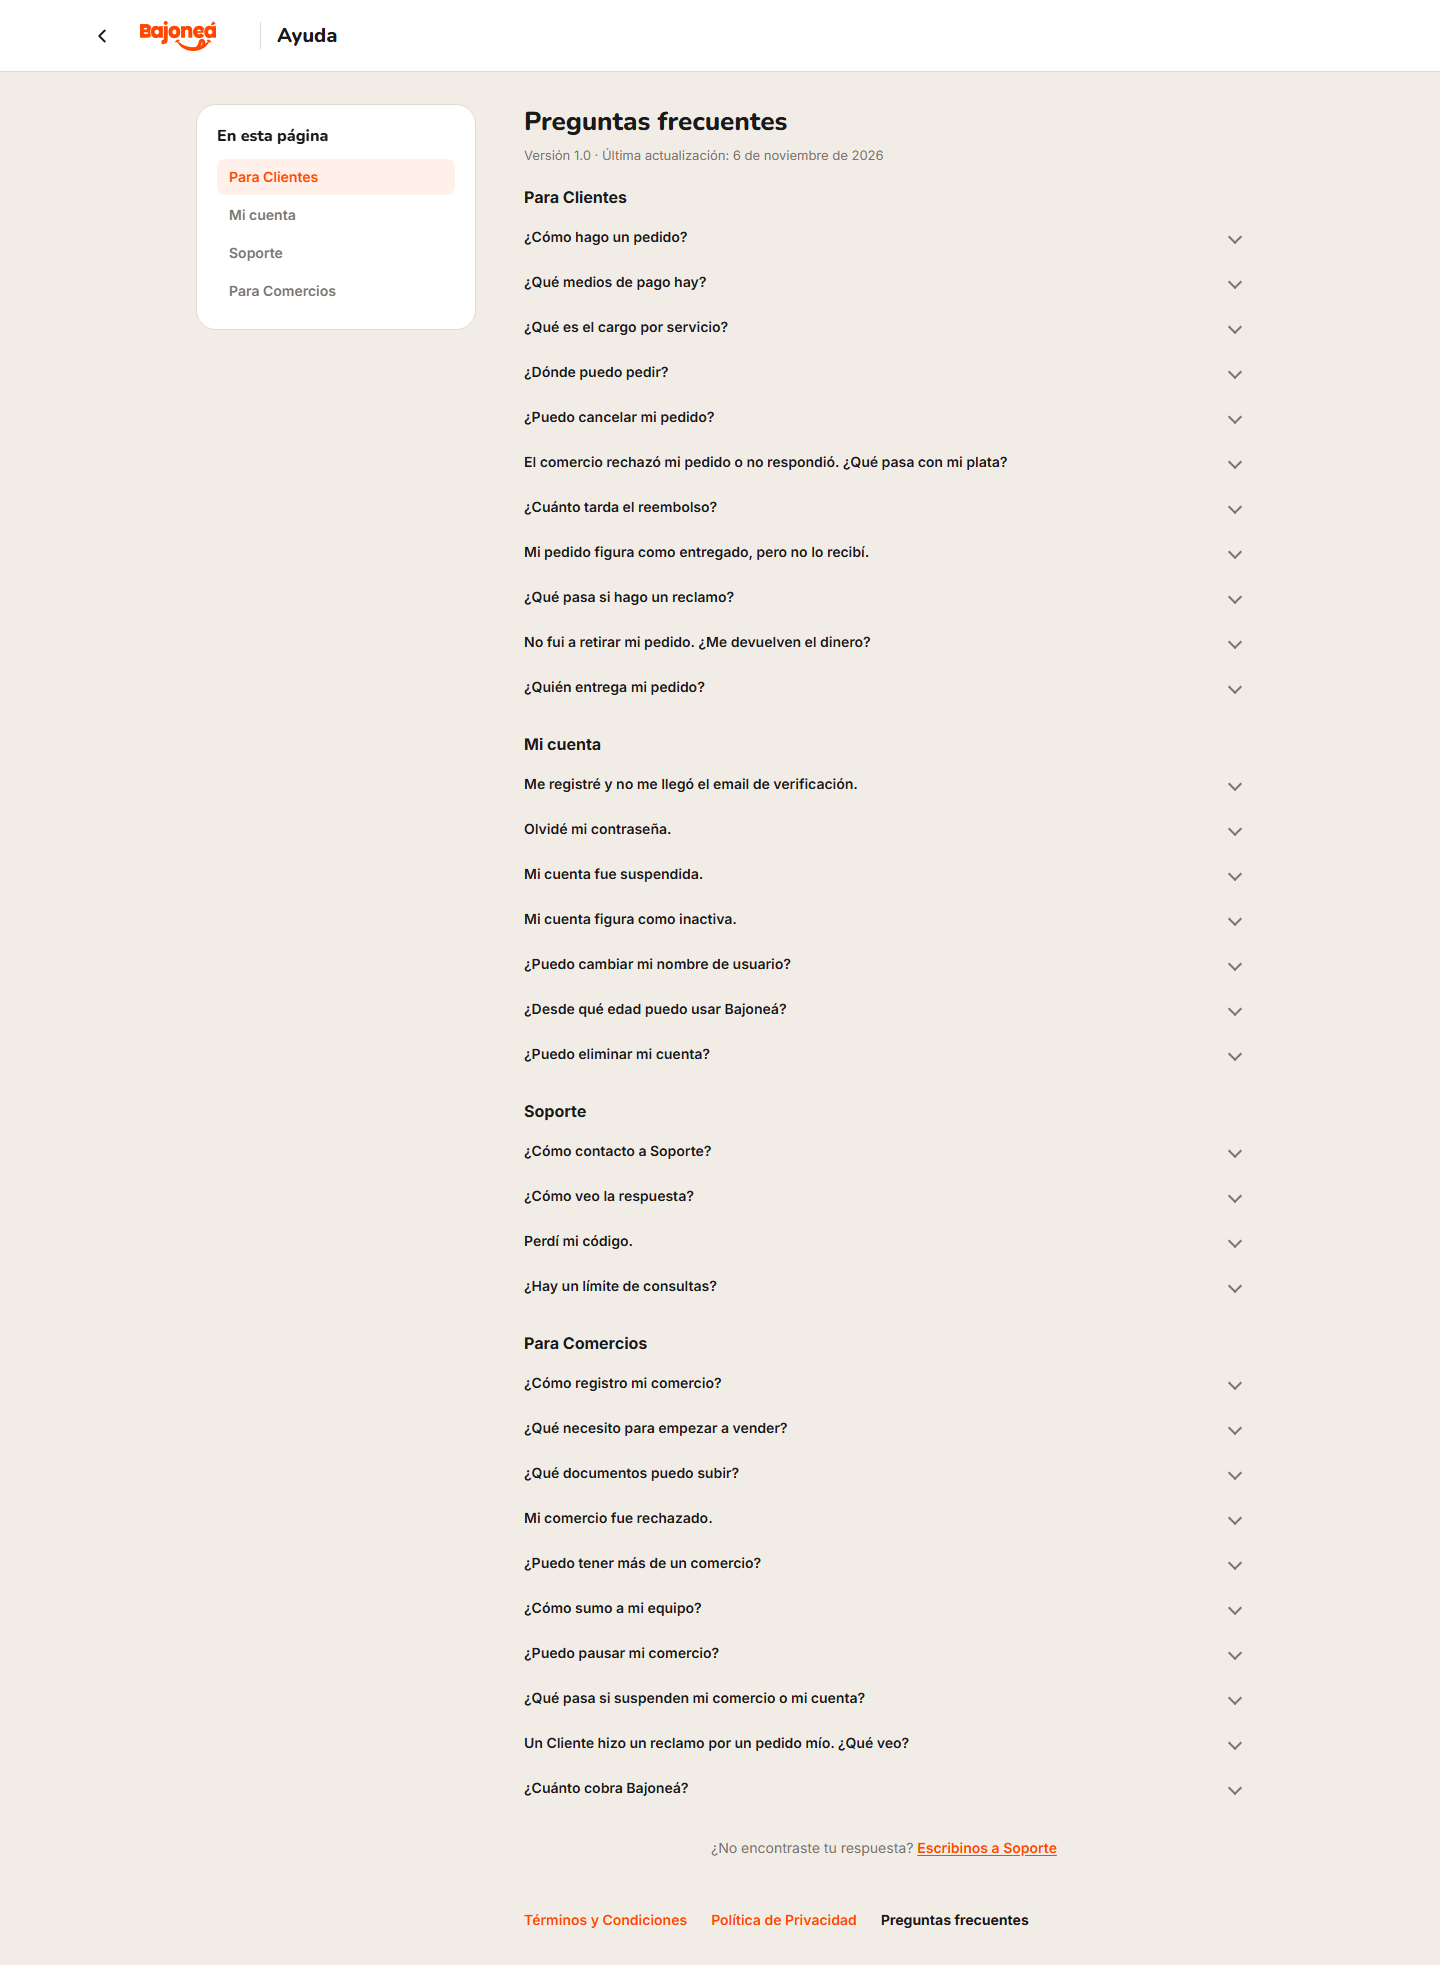 Bajoneá
Ayuda
En esta página
Para Clientes
Mi cuenta
Soporte
Para Comercios
Preguntas frecuentes
Versión 1.0 · Última actualización: 6 de noviembre de 2026
Para Clientes
¿Cómo hago un pedido?
¿Qué medios de pago hay?
¿Qué es el cargo por servicio?
¿Dónde puedo pedir?
¿Puedo cancelar mi pedido?
El comercio rechazó mi pedido o no respondió. ¿Qué pasa con mi plata?
¿Cuánto tarda el reembolso?
Mi pedido figura como entregado, pero no lo recibí.
¿Qué pasa si hago un reclamo?
No fui a retirar mi pedido. ¿Me devuelven el dinero?
¿Quién entrega mi pedido?
Mi cuenta
Me registré y no me llegó el email de verificación.
Olvidé mi contraseña.
Mi cuenta fue suspendida.
Mi cuenta figura como inactiva.
¿Puedo cambiar mi nombre de usuario?
¿Desde qué edad puedo usar Bajoneá?
¿Puedo eliminar mi cuenta?
Soporte
¿Cómo contacto a Soporte?
¿Cómo veo la respuesta?
Perdí mi código.
¿Hay un límite de consultas?
Para Comercios
¿Cómo registro mi comercio?
¿Qué necesito para empezar a vender?
¿Qué documentos puedo subir?
Mi comercio fue rechazado.
¿Puedo tener más de un comercio?
¿Cómo sumo a mi equipo?
¿Puedo pausar mi comercio?
¿Qué pasa si suspenden mi comercio o mi cuenta?
Un Cliente hizo un reclamo por un pedido mío. ¿Qué veo?
¿Cuánto cobra Bajoneá?
¿No encontraste tu respuesta? Escribinos a Soporte
Términos y Condiciones Política de Privacidad Preguntas frecuentes